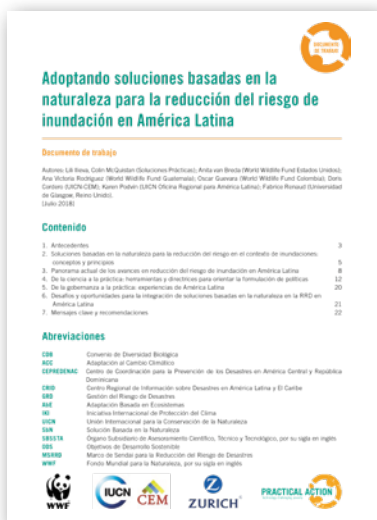 DOCUMENTO
DE TRABAJO
Adoptando soluciones basadas en la
naturaleza para la reducción del riesgo de
inundación en América Latina
Documento de trabajo
Autores: Lili Ilieva, Colin McQuistan (Soluciones Prácticas); Anita van Breda (World Wildlife Fund Estados Unidos);
Ana Victoria Rodríguez (World Wildlife Fund Guatemala); Oscar Guevara (World Wildlife Fund Colombia); Doris
Cordero (UICN-CEM); Karen Podvin (UICN Oficina Regional para América Latina); Fabrice Renaud (Universidad
de Glasgow, Reino Unido).
(Julio 2018)
Contenido
1. Antecedentes 3
2. Soluciones basadas en la naturaleza para la reducción del riesgo en el contexto de inundaciones:
conceptos y principios 5
3. Panorama actual de los avances en reducción del riesgo de inundación en América Latina 8
4. De la ciencia a la práctica: herramientas y directrices para orientar la formulación de políticas 12
5. De la gobernanza a la práctica: experiencias de América Latina 20
6. Desafíos y oportunidades para la integración de soluciones basadas en la naturaleza en la RRD en
América Latina 21
7. Mensajes clave y recomendaciones 22
Abreviaciones
CDB Convenio de Diversidad Biológica
ACC Adaptación al Cambio Climático
CEPREDENAC Centro de Coordinación para la Prevención de los Desastres en América Central y República
Dominicana
CRID Centro Regional de Información sobre Desastres en América Latina y El Caribe
GRD Gestión del Riesgo de Desastres
AbE Adaptación Basada en Ecosistemas
IKI Iniciativa Internacional de Protección del Clima
UICN Unión Internacional para la Conservación de la Naturaleza
SbN Solución Basada en la Naturaleza
SBSSTA Órgano Subsidiario de Asesoramiento Científico, Técnico y Tecnológico, por su sigla en inglés
ODS Objetivos de Desarrollo Sostenible
MSRRD Marco de Sendai para la Reducción del Riesgo de Desastres
WWF Fondo Mundial para la Naturaleza, por su sigla en inglés
WWF
IUCN
CEM
ZURICH
PRACTICAL ACTION